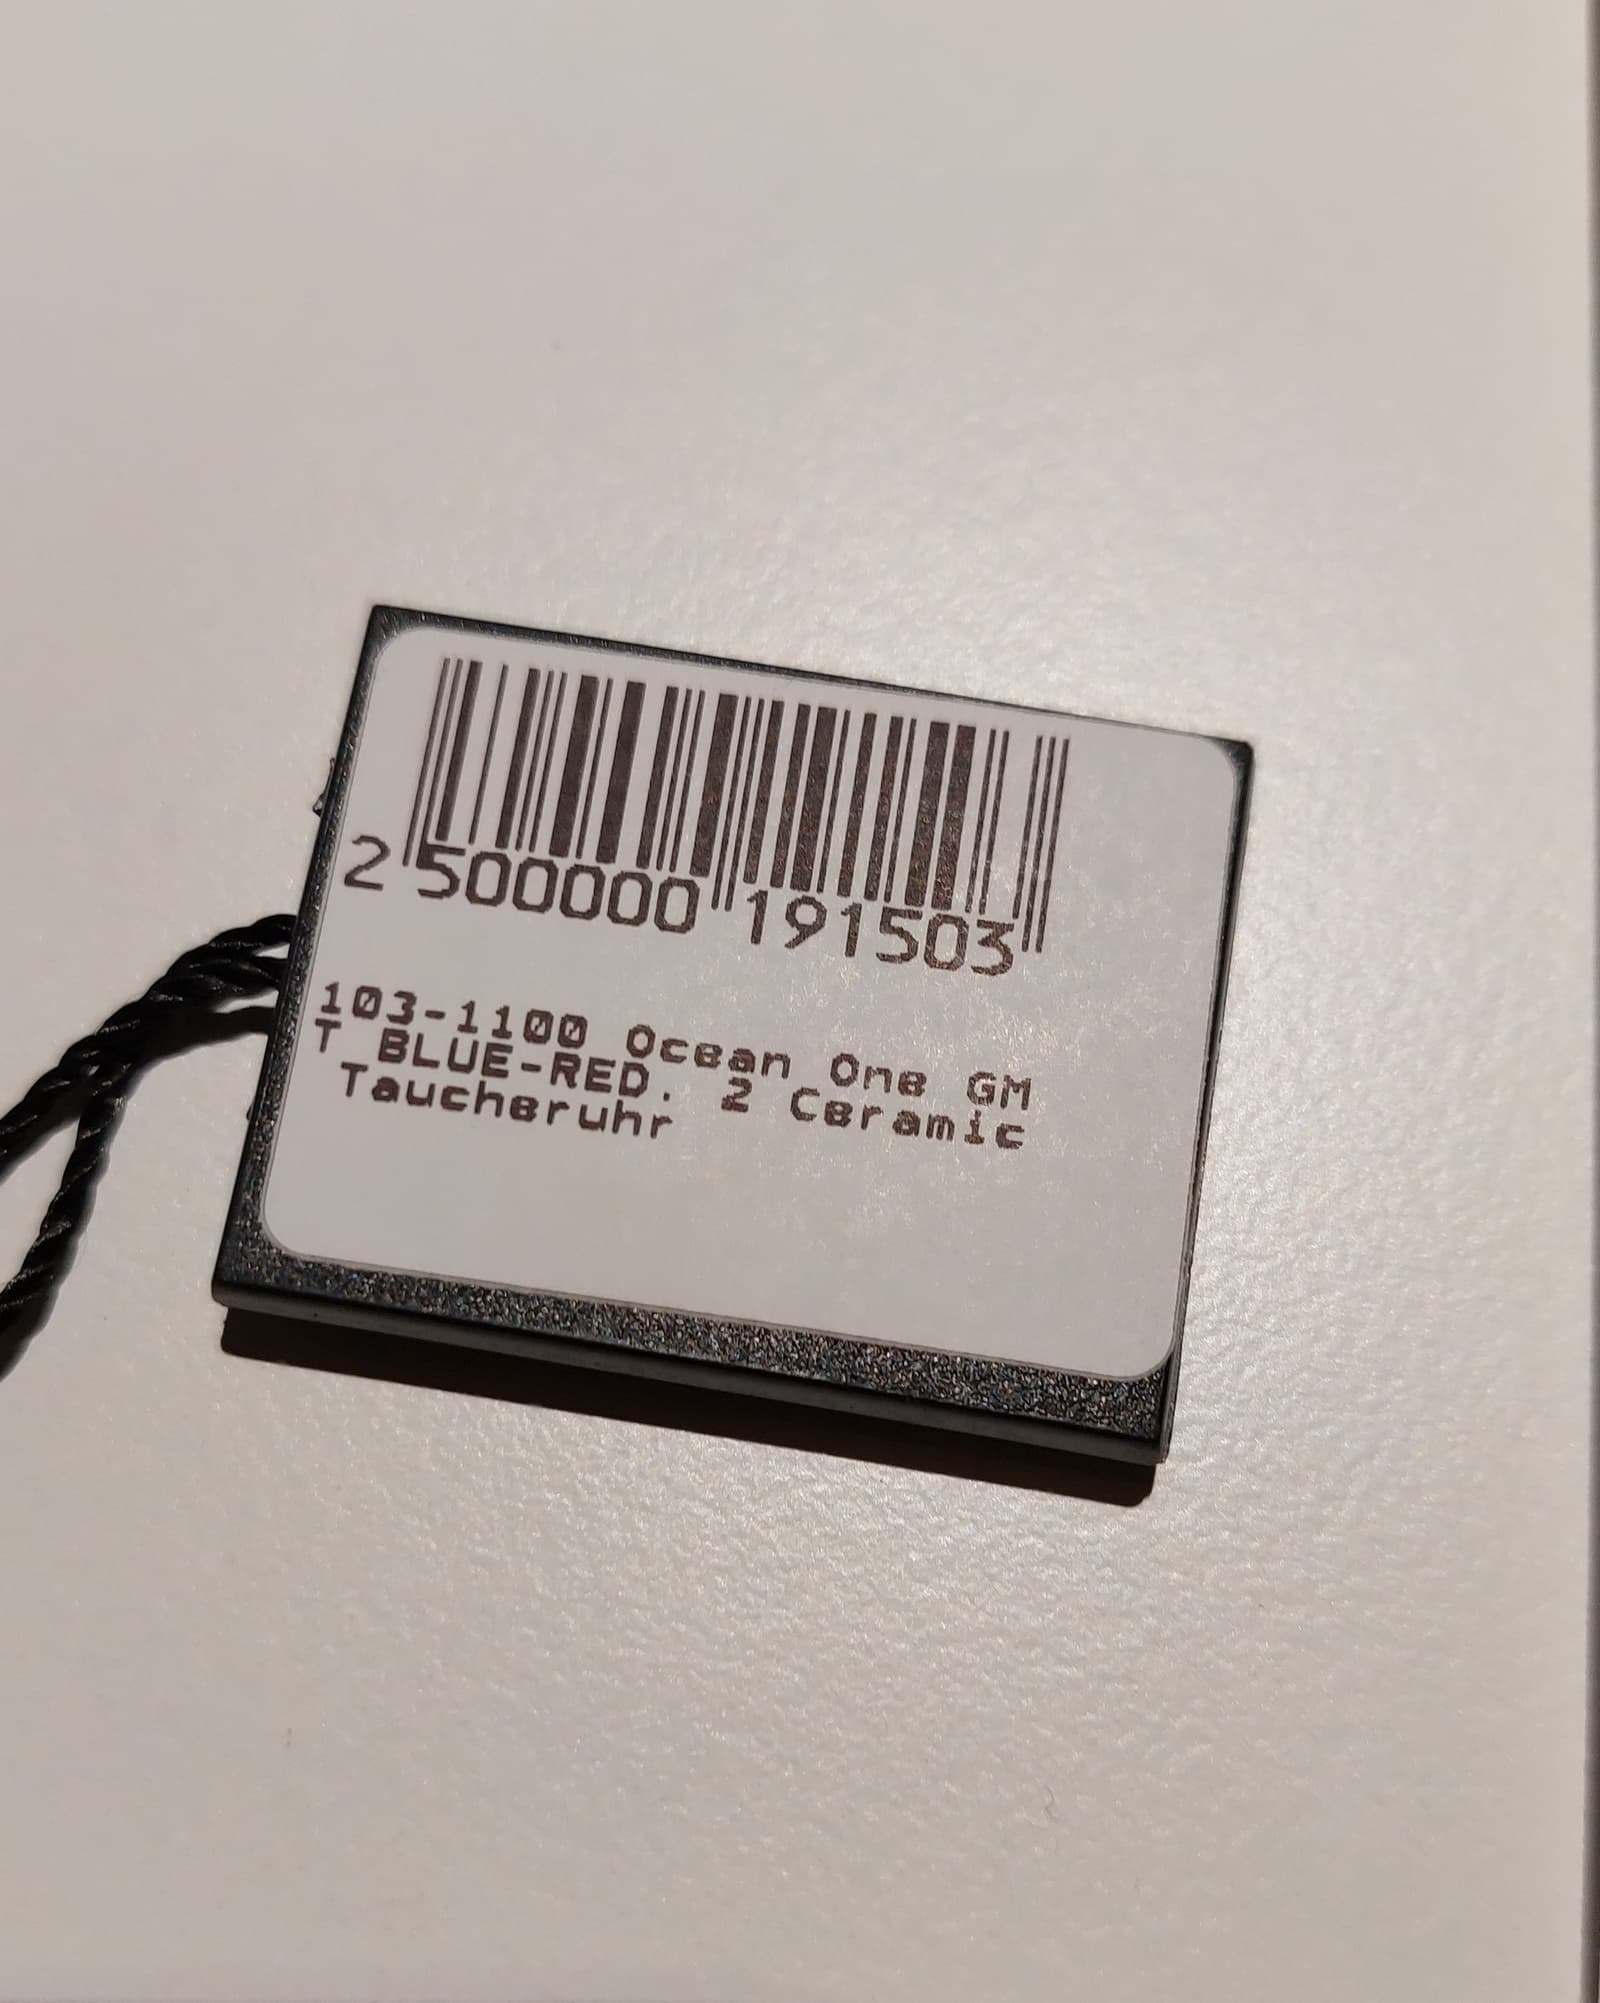 2 500000 191503
103-1100 Ocean One GM
T BLUE-RED. 2 Ceramic
Taucheruhr